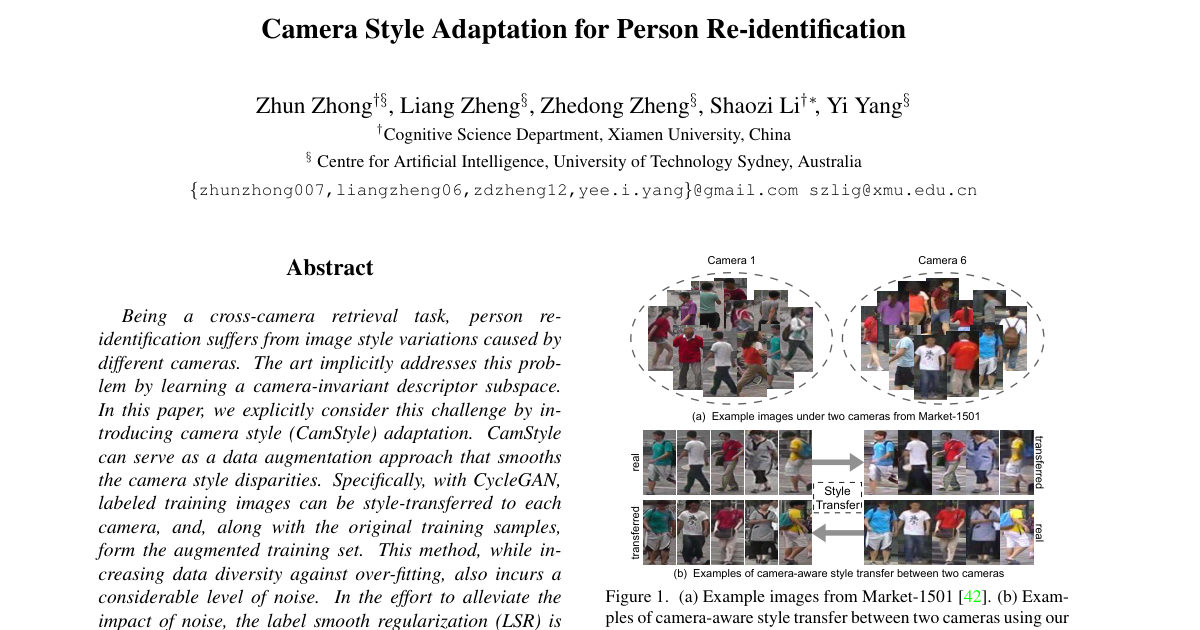 Camera Style Adaptation for Person Re-identification
Zhun Zhong†§, Liang Zheng§, Zhedong Zheng§, Shaozi Li†*, Yi Yang§
†Cognitive Science Department, Xiamen University, China
§ Centre for Artificial Intelligence, University of Technology Sydney, Australia
{zhunzhong007,liangzheng06,zdzheng12,yee.i.yang}@gmail.com szlig@xmu.edu.cn
Abstract
Being a cross-camera retrieval task, person re-
identification suffers from image style variations caused by
different cameras. The art implicitly addresses this prob-
lem by learning a camera-invariant descriptor subspace.
In this paper, we explicitly consider this challenge by in-
troducing camera style (CamStyle) adaptation. CamStyle
can serve as a data augmentation approach that smooths
the camera style disparities. Specifically, with CycleGAN,
labeled training images can be style-transferred to each
camera, and, along with the original training samples,
form the augmented training set. This method, while in-
creasing data diversity against over-fitting, also incurs a
considerable level of noise. In the effort to alleviate the
impact of noise, the label smooth regularization (LSR) is
Camera 1
Camera 6
(a) Example images under two cameras from Market-1501
real
transferred
Style
Transfer
transferred
real
(b) Examples of camera-aware style transfer between two cameras
Figure 1. (a) Example images from Market-1501 [42]. (b) Exam-
ples of camera-aware style transfer between two cameras using our